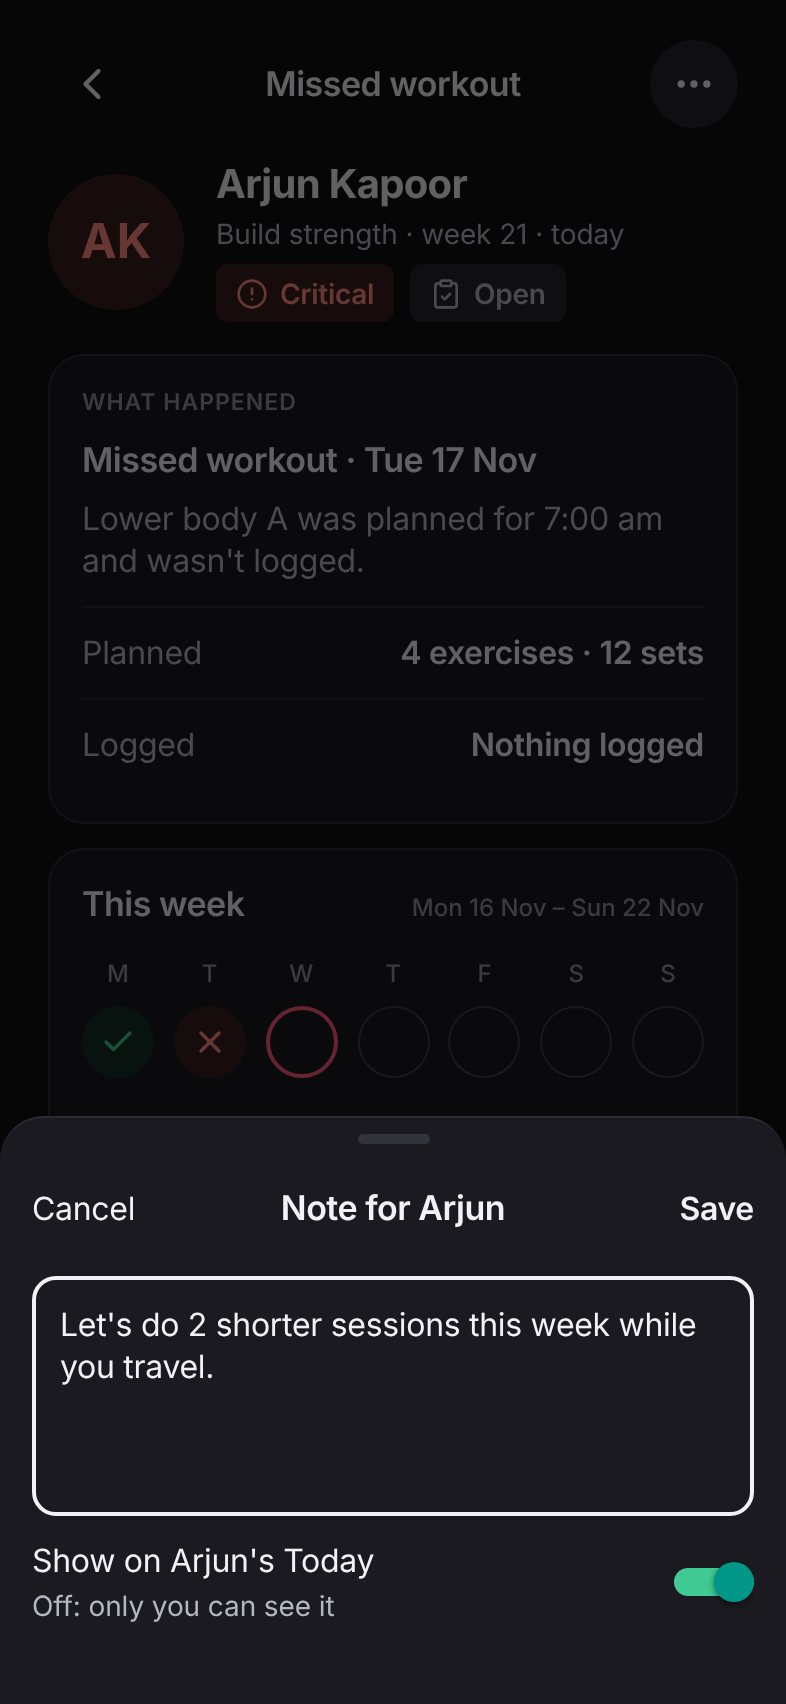 Missed workout
AK
Arjun Kapoor
Build strength · week 21 · today
Critical
Open
WHAT HAPPENED
Missed workout · Tue 17 Nov
Lower body A was planned for 7:00 am
and wasn't logged.
Planned 4 exercises · 12 sets
Logged Nothing logged
This week Mon 16 Nov – Sun 22 Nov
M T W T F S S
Cancel Note for Arjun Save
Let's do 2 shorter sessions this week while
you travel.
Show on Arjun's Today
Off: only you can see it